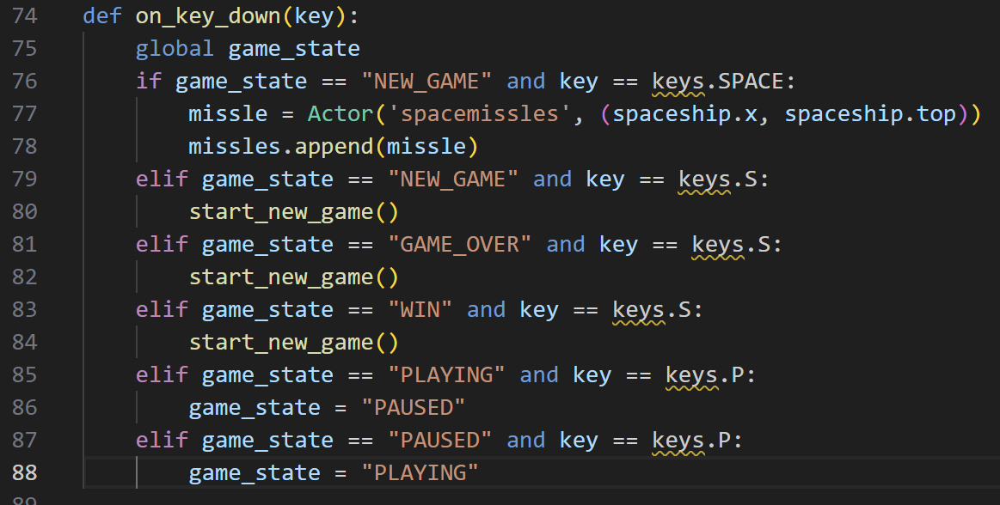 74 def on_key_down(key):
75     global game_state
76     if game_state == "NEW_GAME" and key == keys.SPACE:
77         missle = Actor('spacemissles', (spaceship.x, spaceship.top))
78         missles.append(missle)
79     elif game_state == "NEW_GAME" and key == keys.S:
80         start_new_game()
81     elif game_state == "GAME_OVER" and key == keys.S:
82         start_new_game()
83     elif game_state == "WIN" and key == keys.S:
84         start_new_game()
85     elif game_state == "PLAYING" and key == keys.P:
86         game_state = "PAUSED"
87     elif game_state == "PAUSED" and key == keys.P:
88         game_state = "PLAYING"
89